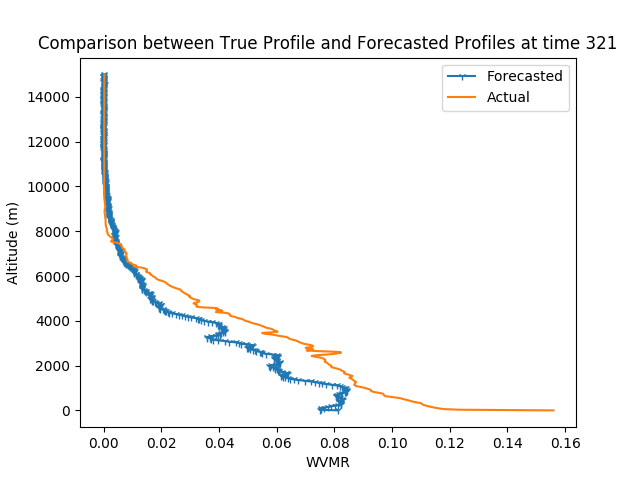 Comparison between True Profile and Forecasted Profiles at time 321
Forecasted
Actual
14000
12000
10000
8000
6000
4000
2000
0
Altitude (m)
0.00 0.02 0.04 0.06 0.08 0.10 0.12 0.14 0.16
WVMR